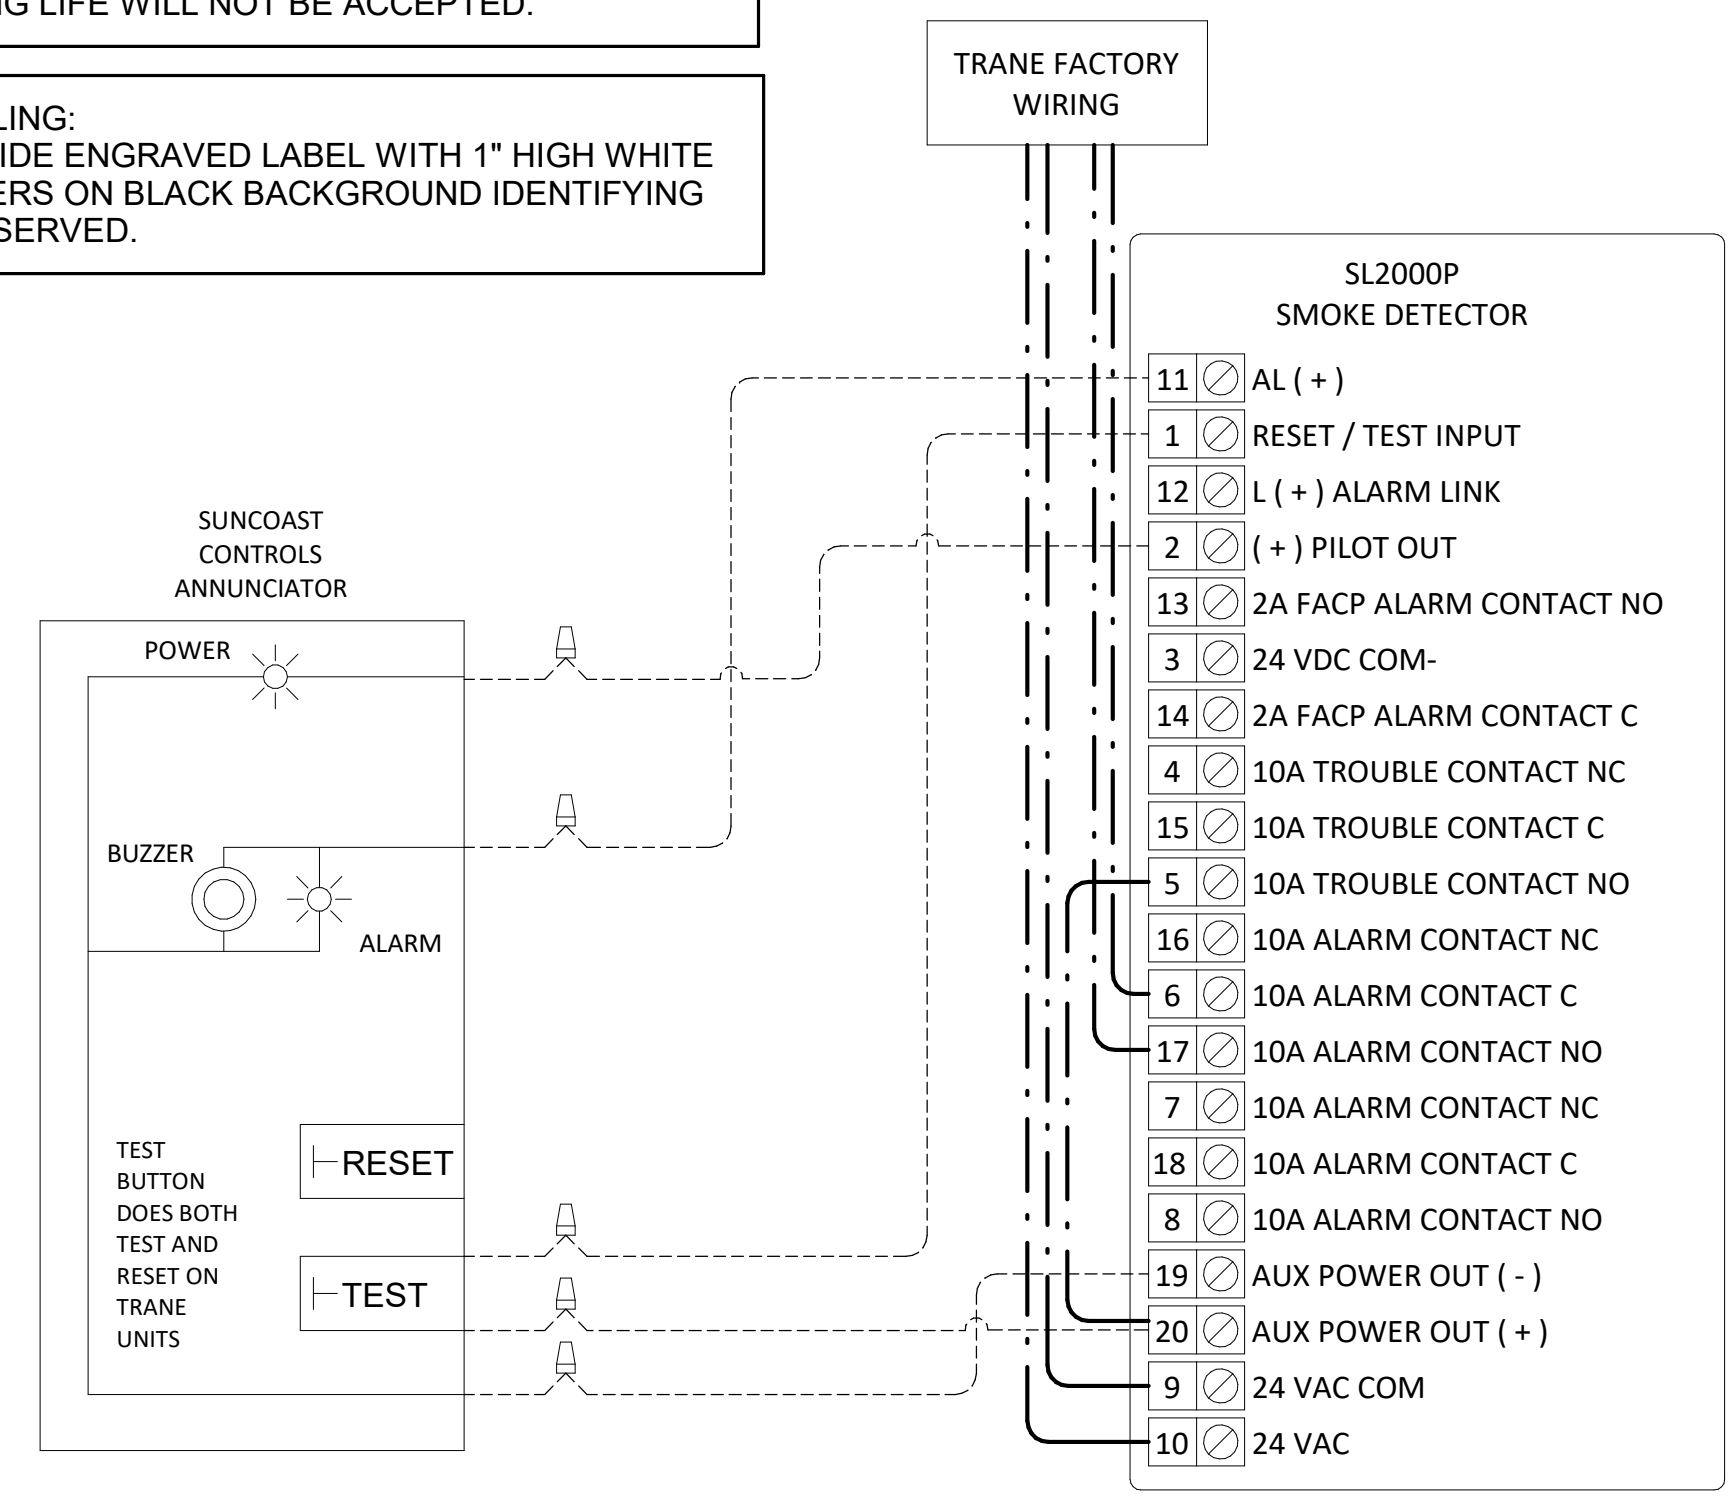 NG LIFE WILL NOT BE ACCEPTED.
LING:
IDE ENGRAVED LABEL WITH 1" HIGH WHITE
ERS ON BLACK BACKGROUND IDENTIFYING
SERVED.
TRANE FACTORY
WIRING
SL2000P
SMOKE DETECTOR
11 AL ( + )
1 RESET / TEST INPUT
12 L ( + ) ALARM LINK
2 ( + ) PILOT OUT
13 2A FACP ALARM CONTACT NO
3 24 VDC COM-
14 2A FACP ALARM CONTACT C
4 10A TROUBLE CONTACT NC
15 10A TROUBLE CONTACT C
5 10A TROUBLE CONTACT NO
16 10A ALARM CONTACT NC
6 10A ALARM CONTACT C
17 10A ALARM CONTACT NO
7 10A ALARM CONTACT NC
18 10A ALARM CONTACT C
8 10A ALARM CONTACT NO
19 AUX POWER OUT ( - )
20 AUX POWER OUT ( + )
9 24 VAC COM
10 24 VAC
SUNCOAST
CONTROLS
ANNUNCIATOR
POWER
BUZZER
ALARM
TEST
BUTTON
DOES BOTH
TEST AND
RESET ON
TRANE
UNITS
RESET
TEST